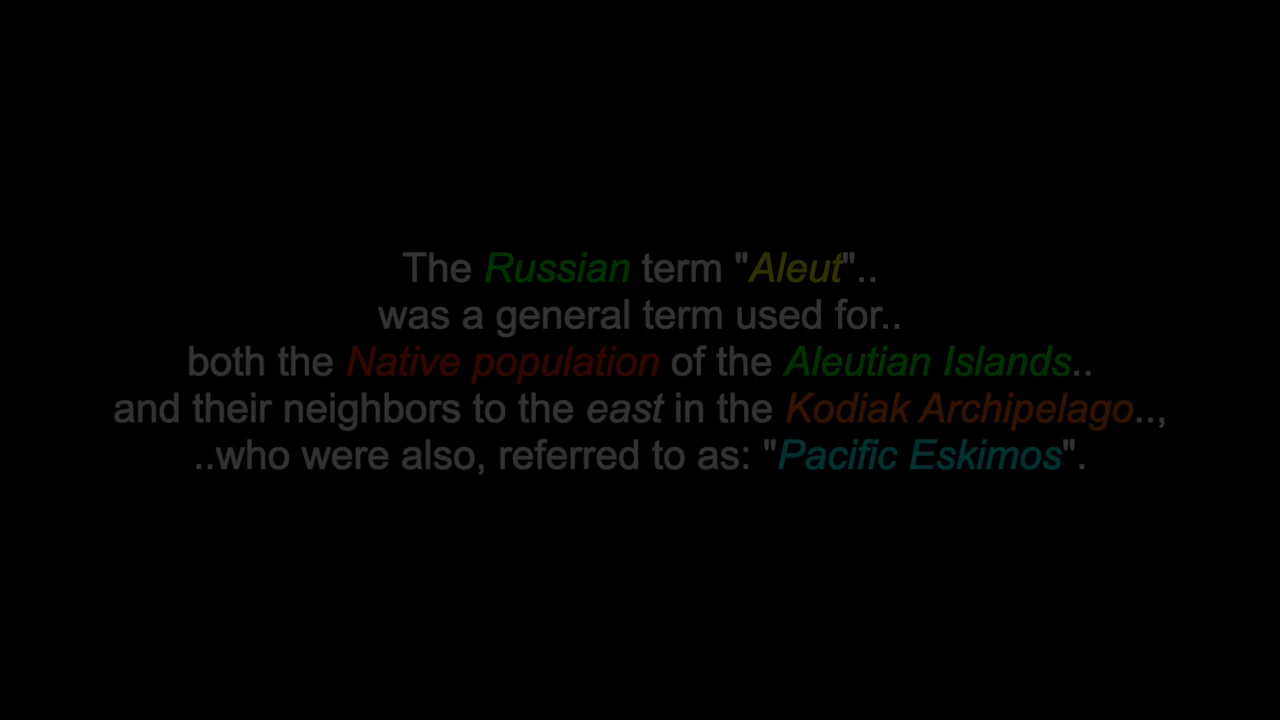 The Russian term "Aleut"..
was a general term used for..
both the Native population of the Aleutian Islands..
and their neighbors to the east in the Kodiak Archipelago..,
..who were also, referred to as: "Pacific Eskimos".